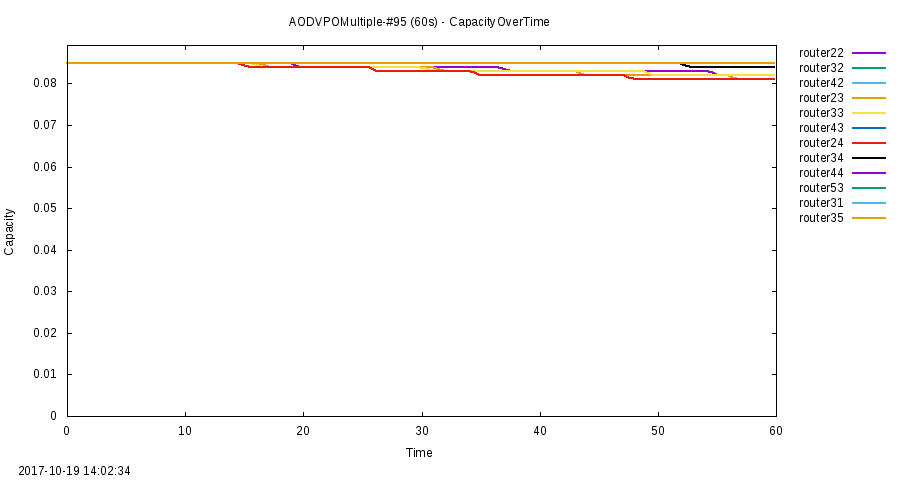 AODVPOMultiple-#95 (60s) - CapacityOverTime
router22
router32
router42
router23
router33
router43
router24
router34
router44
router53
router31
router35
0.08
0.07
0.06
0.05
0.04
0.03
0.02
0.01
0
Capacity
0 10 20 30 40 50 60
Time
2017-10-19 14:02:34